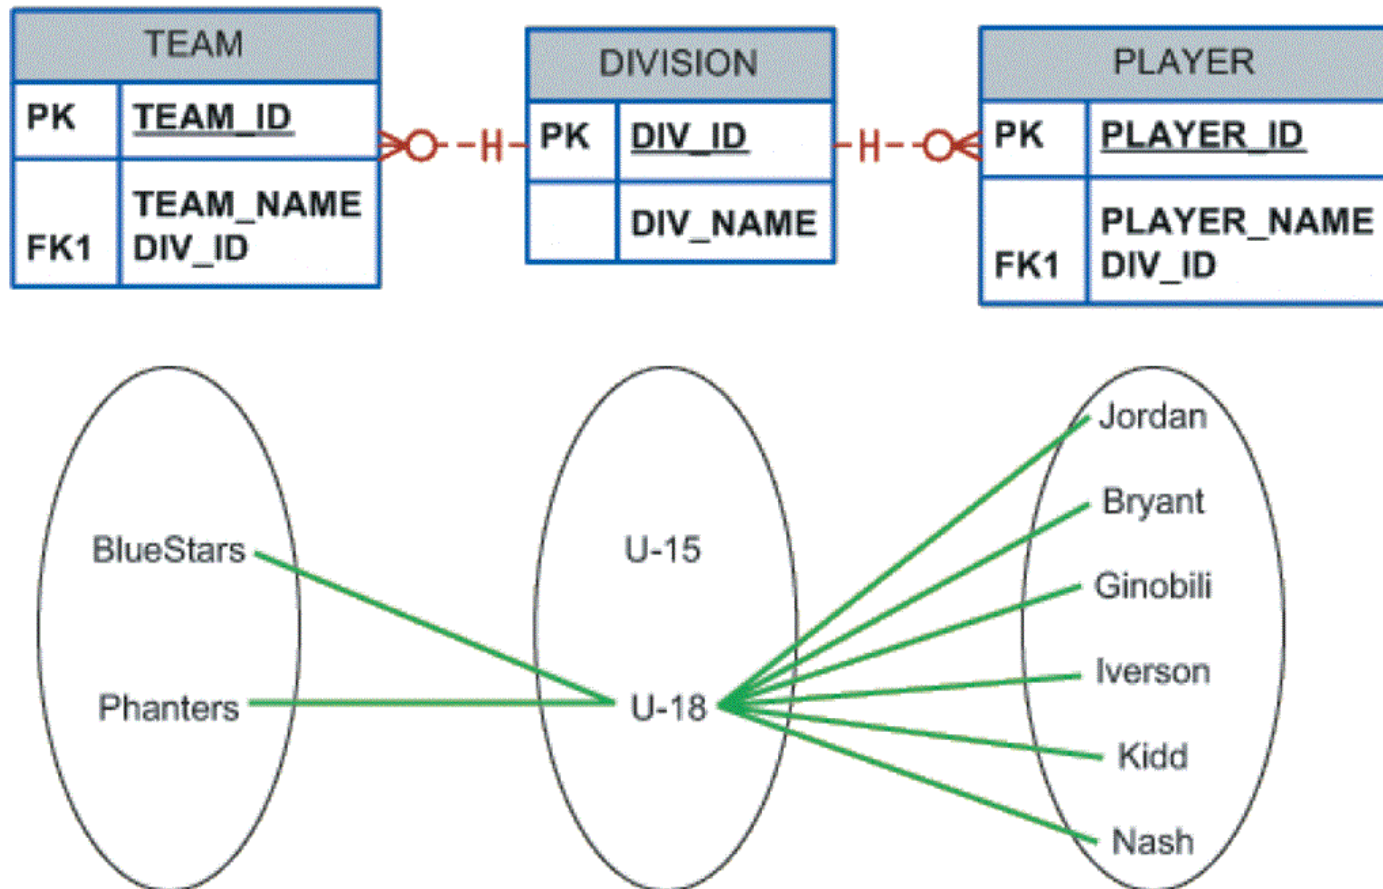 TEAM
PK TEAM_ID
TEAM_NAME
FK1 DIV_ID
DIVISION
PK DIV_ID
DIV_NAME
PLAYER
PK PLAYER_ID
PLAYER_NAME
FK1 DIV_ID
BlueStars
Phanters
U-15
U-18
Jordan
Bryant
Ginobili
Iverson
Kidd
Nash